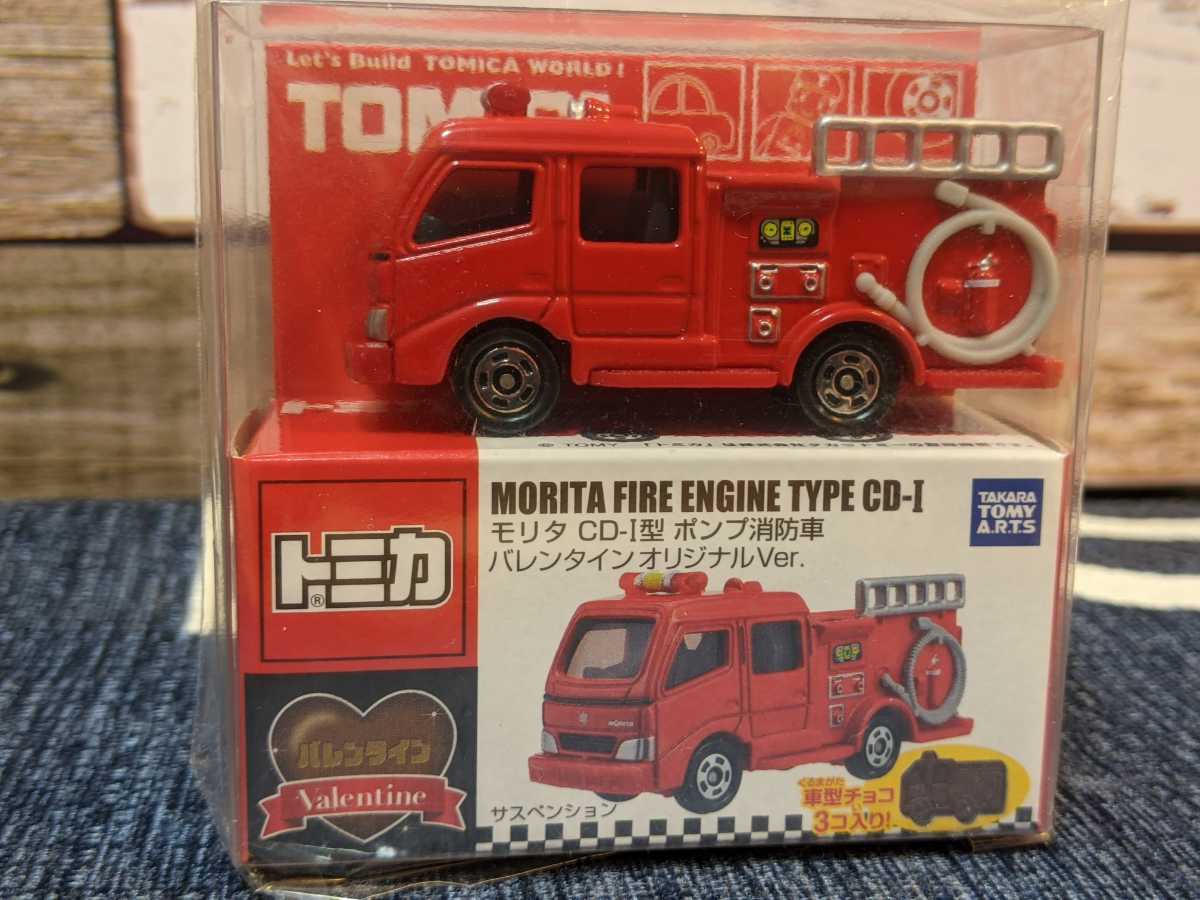 Let's Build TOMICA WORLD!
TOMICA
MORITA FIRE ENGINE TYPE CD-I
モリタ CD-I型 ポンプ消防車
バレンタインオリジナルVer.
TAKARA
TOMY
A.R.T.S
トミカ
®
バレンタイン
Valentine
MORITA
サスペンション
くるまがた
車型チョコ
3コ入り!